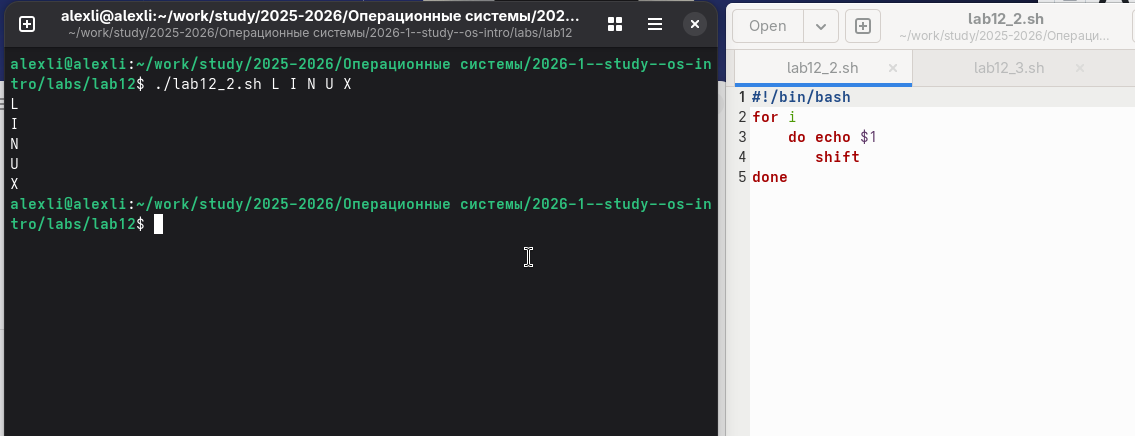 alexli@alexli:~/work/study/2025-2026/Операционные системы/202...
~/work/study/2025-2026/Операционные системы/2026-1--study--os-intro/labs/lab12
alexli@alexli:~/work/study/2025-2026/Операционные системы/2026-1--study--os-in
tro/labs/lab12$ ./lab12_2.sh L I N U X
L
I
N
U
X
alexli@alexli:~/work/study/2025-2026/Операционные системы/2026-1--study--os-in
tro/labs/lab12$
Open
lab12_2.sh
~/work/study/2025-2026/Операци...
lab12_2.sh
lab12_3.sh
1 #!/bin/bash
2 for i
3     do echo $1
4        shift
5 done